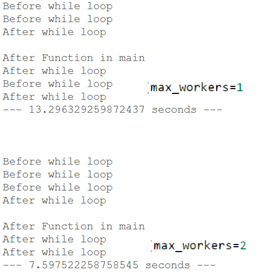 Before while loop
Before while loop
After while loop
After Function in main
After while loop
Before while loop max_workers=1
After while loop
--- 13.296329259872437 seconds ---
Before while loop
Before while loop
Before while loop
After while loop
After Function in main
After while loop max_workers=2
After while loop
--- 7.597522258758545 seconds ---